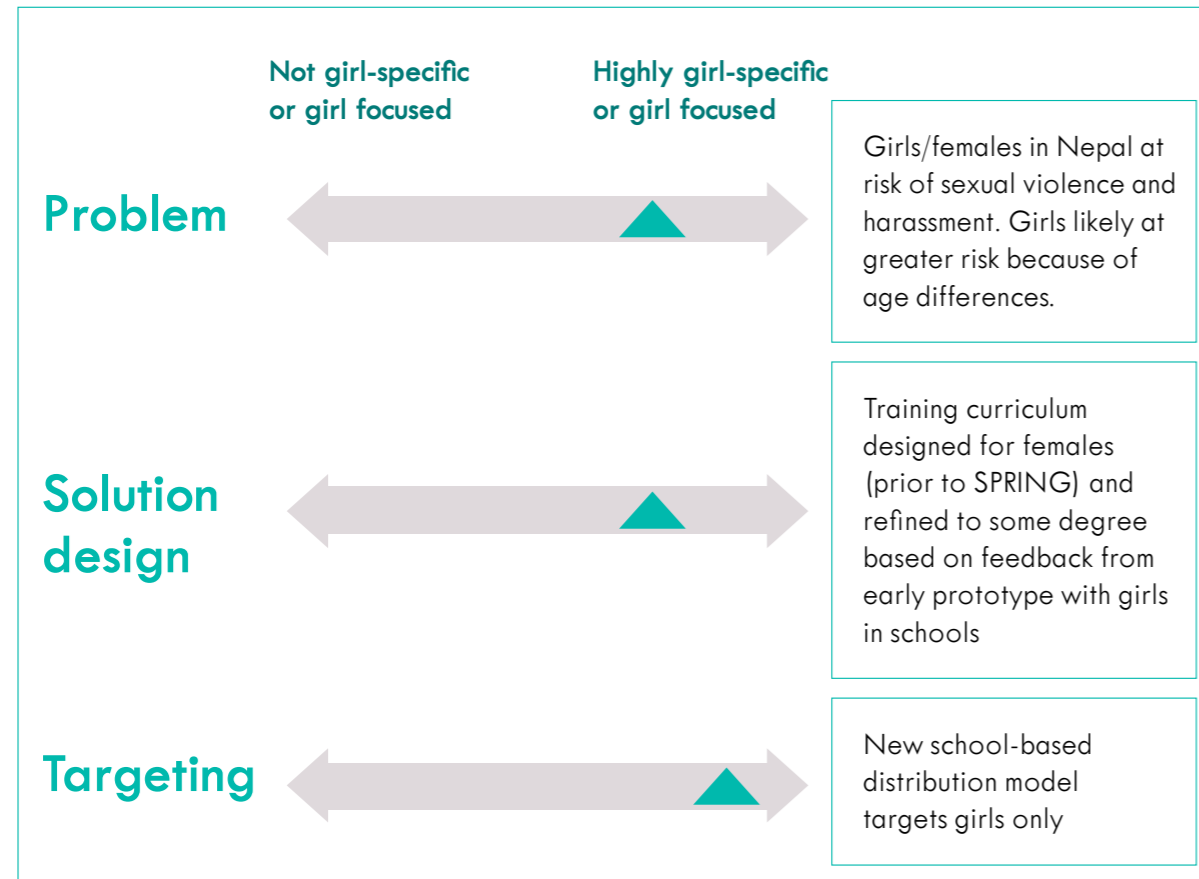 Not girl-specific
or girl focused
Highly girl-specific
or girl focused
Problem
Girls/females in Nepal at
risk of sexual violence and
harassment. Girls likely at
greater risk because of
age differences.
Solution
design
Training curriculum
designed for females
(prior to SPRING) and
refined to some degree
based on feedback from
early prototype with girls
in schools
Targeting
New school-based
distribution model
targets girls only